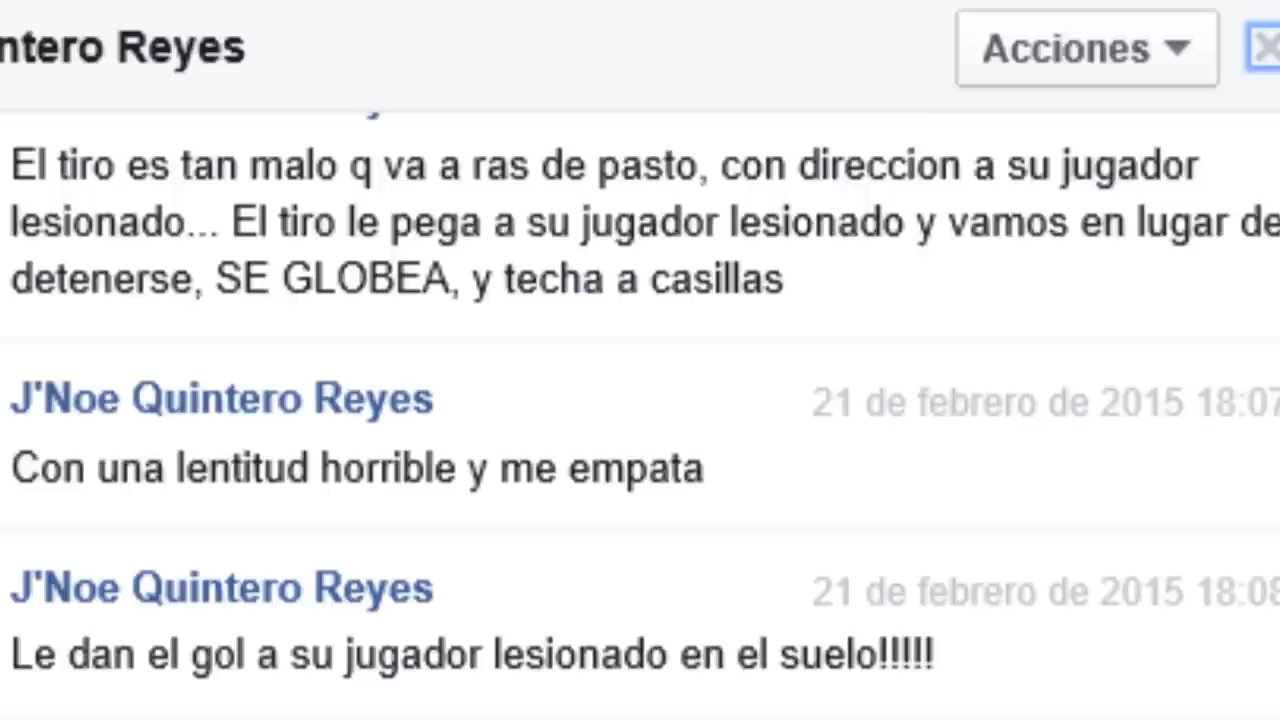 ntero Reyes
Acciones
El tiro es tan malo q va a ras de pasto, con direccion a su jugador
lesionado... El tiro le pega a su jugador lesionado y vamos en lugar de
detenerse, SE GLOBEA, y techa a casillas
J'Noe Quintero Reyes
21 de febrero de 2015 18:07
Con una lentitud horrible y me empata
J'Noe Quintero Reyes
21 de febrero de 2015 18:08
Le dan el gol a su jugador lesionado en el suelo!!!!!